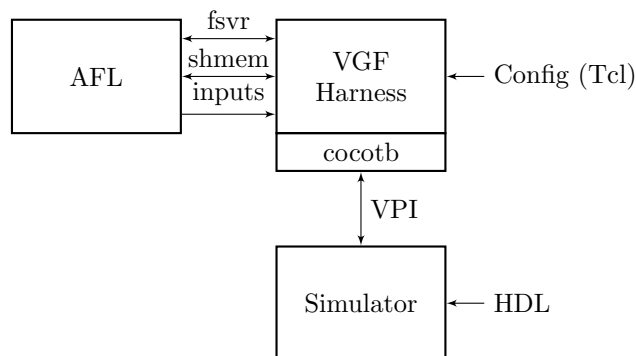 fsvr
shmem
inputs
AFL
VGF
Harness
Config (Tcl)
cocotb
VPI
Simulator
HDL